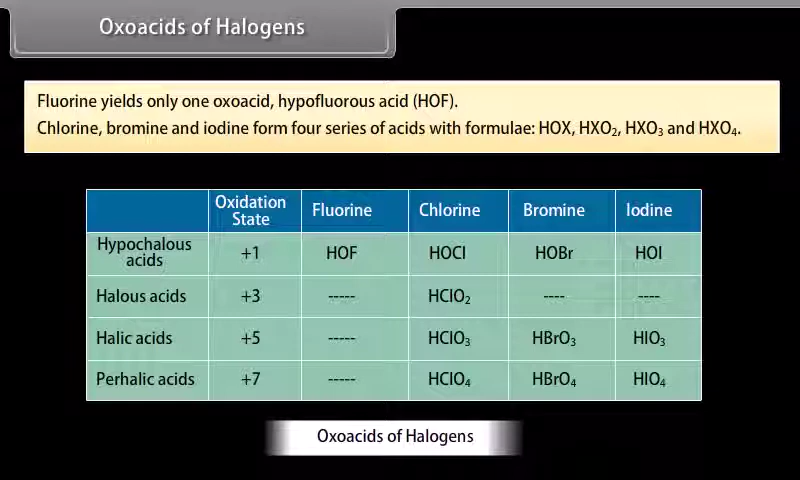 Oxoacids of Halogens
Fluorine yields only one oxoacid, hypofluorous acid (HOF).
Chlorine, bromine and iodine form four series of acids with formulae: HOX, HXO₂, HXO₃ and HXO₄.
Oxidation State Fluorine Chlorine Bromine Iodine
Hypochalous acids +1 HOF HOCl HOBr HOI
Halous acids +3 ----- HClO₂ ---- ----
Halic acids +5 ----- HClO₃ HBrO₃ HIO₃
Perhalic acids +7 ----- HClO₄ HBrO₄ HIO₄
Oxoacids of Halogens